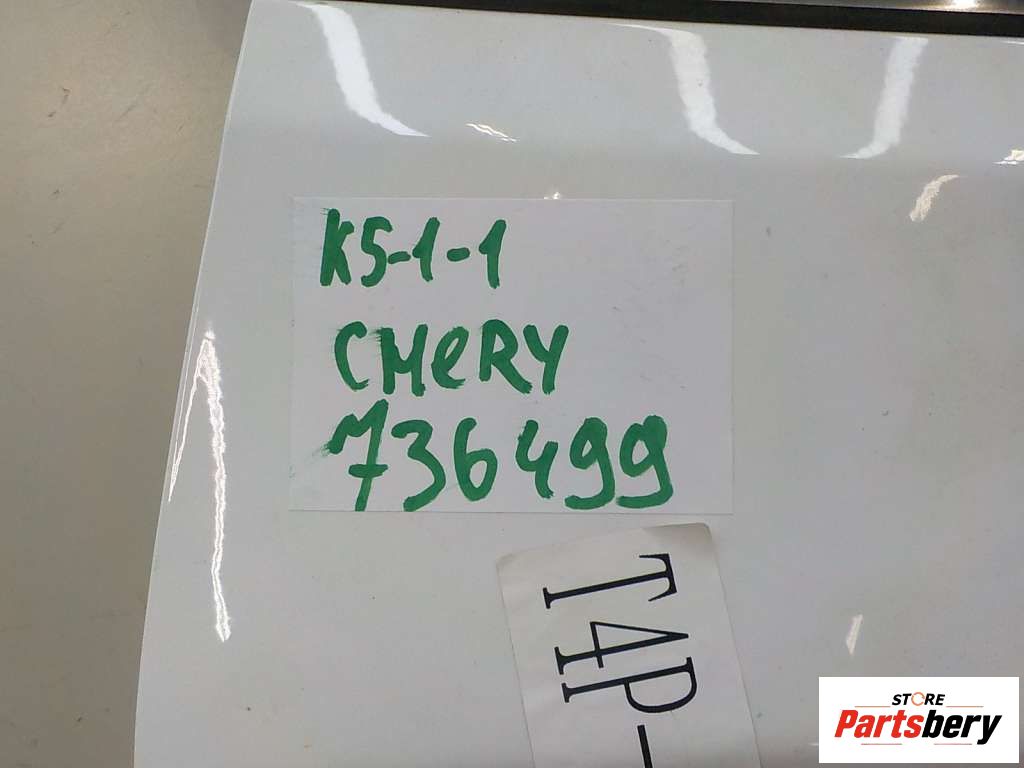 K5-1-1
CHERY
736499
T4P-
STORE
Partsbery